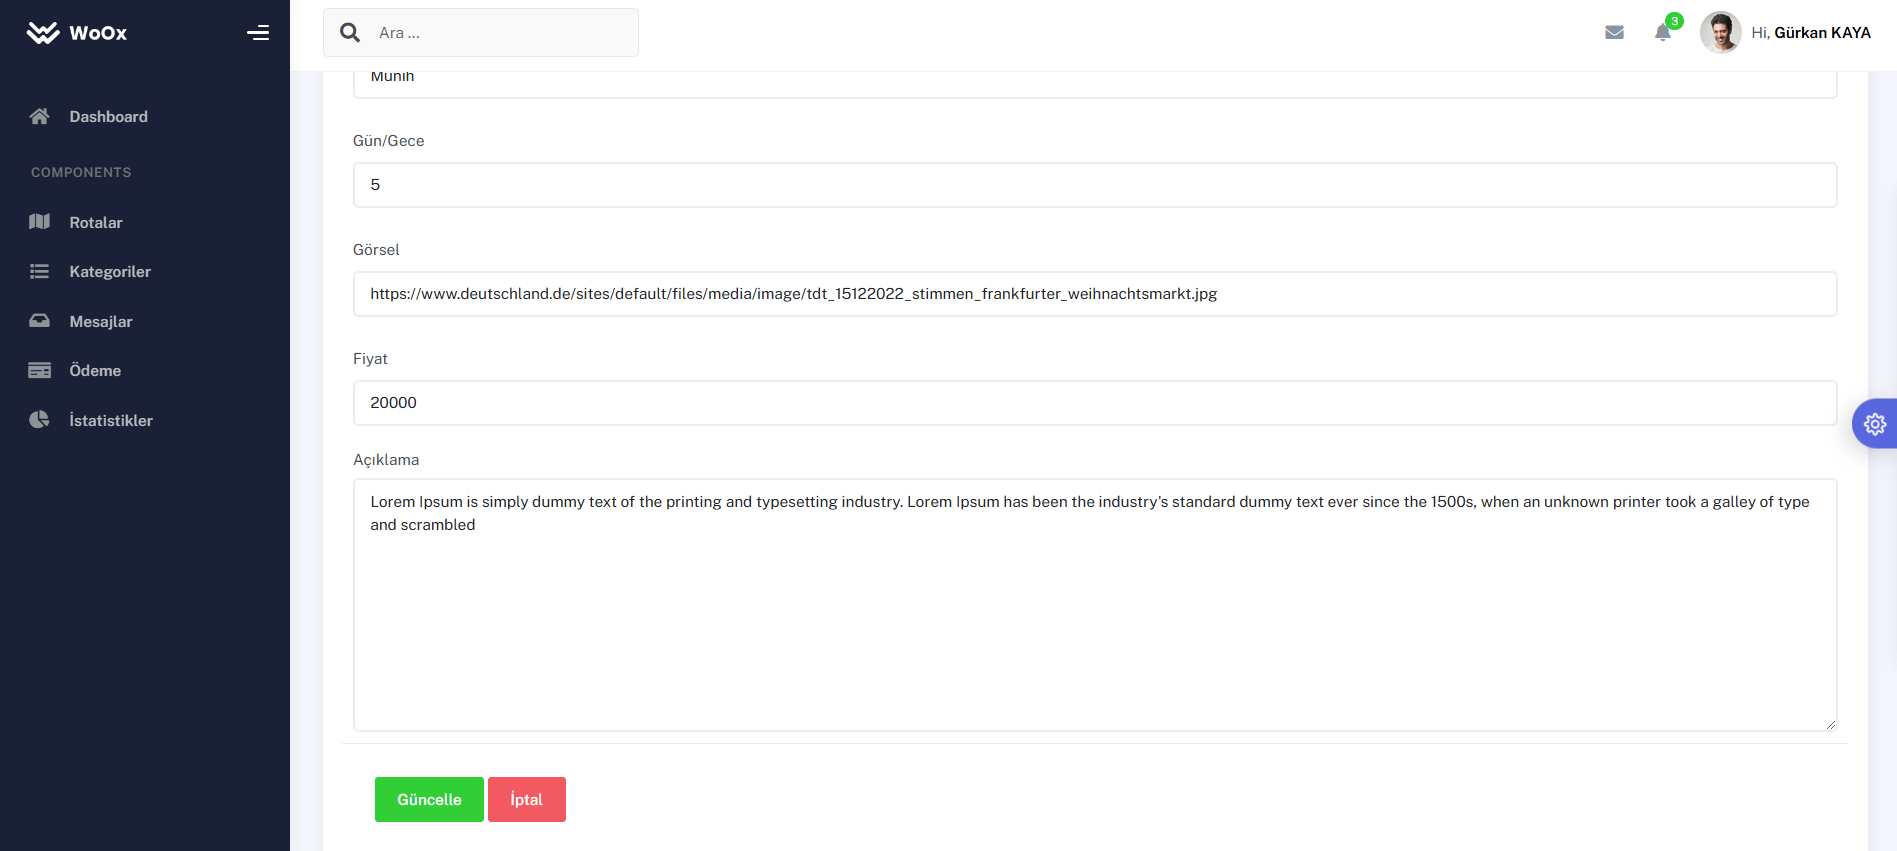 WoOx
Ara ...
3
Hi, Gürkan KAYA
Dashboard
COMPONENTS
Rotalar
Kategoriler
Mesajlar
Ödeme
İstatistikler
Münih
Gün/Gece
5
Görsel
https://www.deutschland.de/sites/default/files/media/image/tdt_15122022_stimmen_frankfurter_weihnachtsmarkt.jpg
Fiyat
20000
Açıklama
Lorem Ipsum is simply dummy text of the printing and typesetting industry. Lorem Ipsum has been the industry's standard dummy text ever since the 1500s, when an unknown printer took a galley of type
and scrambled
Güncelle
İptal